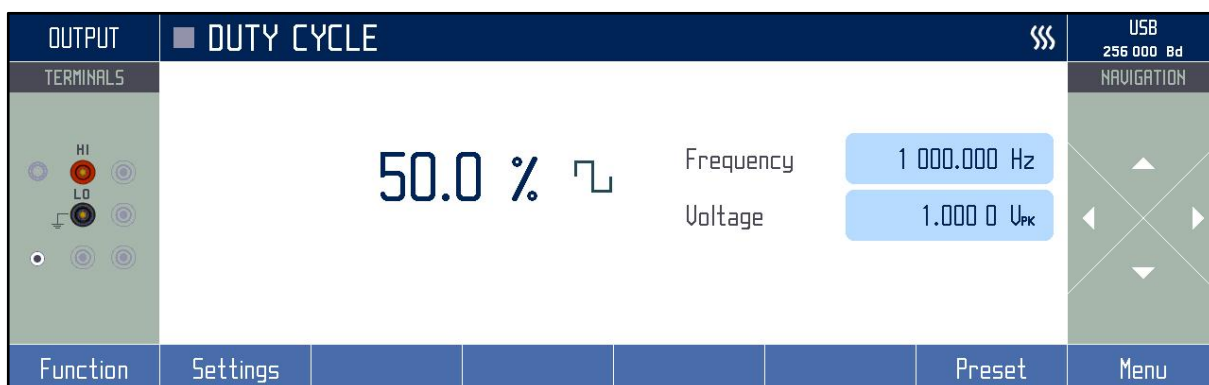 OUTPUT
DUTY CYCLE
USB
256 000 Bd
TERMINALS
NAVIGATION
HI
LO
50.0 %
Frequency 1 000.000 Hz
Voltage 1.000 0 VPK
Function Settings Preset Menu